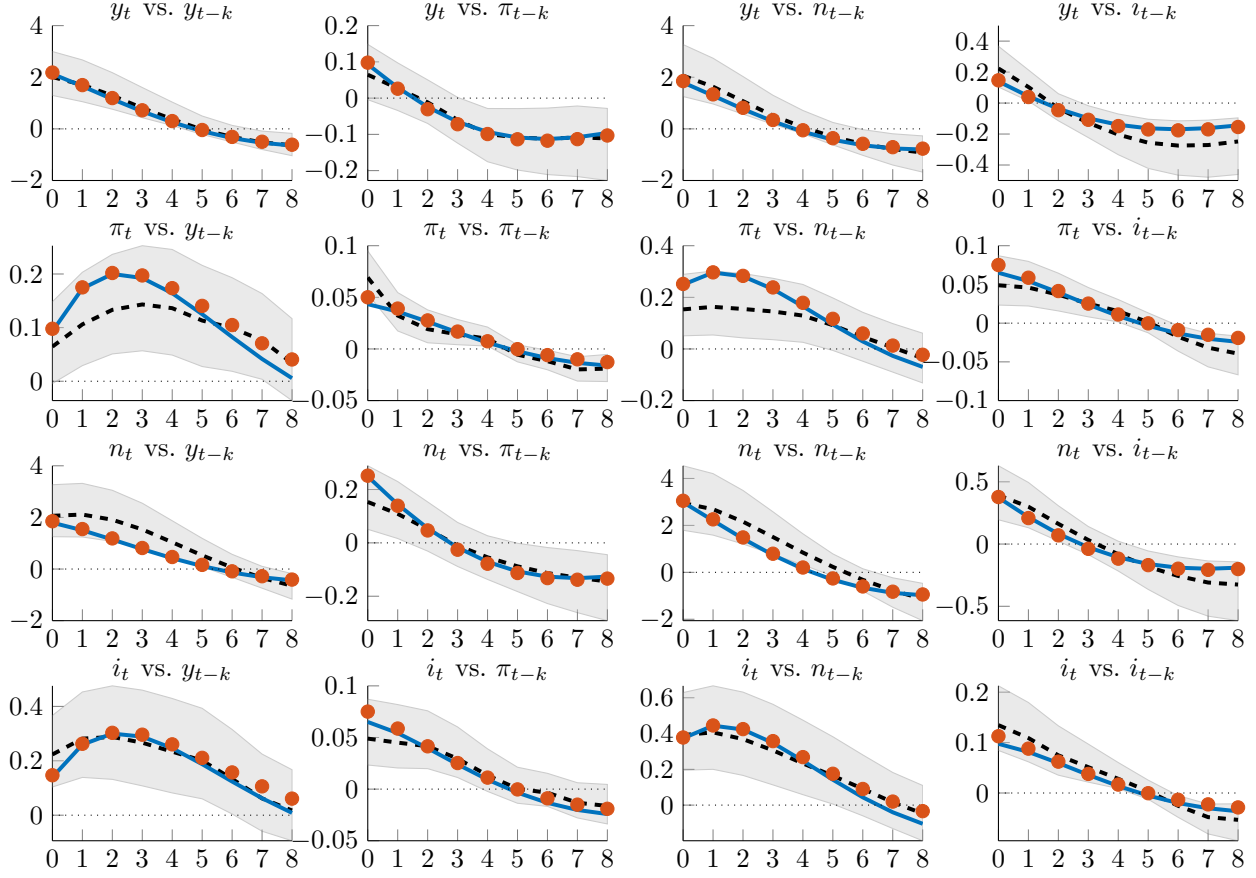 y_t vs. y_{t−k}
4
2
0
−2
0 1 2 3 4 5 6 7 8
y_t vs. π_{t−k}
0.2
0.1
0
−0.1
−0.2
0 1 2 3 4 5 6 7 8
y_t vs. n_{t−k}
4
2
0
−2
0 1 2 3 4 5 6 7 8
y_t vs. i_{t−k}
0.4
0.2
0
−0.2
−0.4
0 1 2 3 4 5 6 7 8
π_t vs. y_{t−k}
0.2
0.1
0
0 1 2 3 4 5 6 7 8
π_t vs. π_{t−k}
0.1
0.05
0
−0.05
0 1 2 3 4 5 6 7 8
π_t vs. n_{t−k}
0.4
0.2
0
−0.2
0 1 2 3 4 5 6 7 8
π_t vs. i_{t−k}
0.1
0.05
0
−0.05
−0.1
0 1 2 3 4 5 6 7 8
n_t vs. y_{t−k}
4
2
0
−2
0 1 2 3 4 5 6 7 8
n_t vs. π_{t−k}
0.2
0
−0.2
0 1 2 3 4 5 6 7 8
n_t vs. n_{t−k}
4
2
0
−2
0 1 2 3 4 5 6 7 8
n_t vs. i_{t−k}
0.5
0
−0.5
0 1 2 3 4 5 6 7 8
i_t vs. y_{t−k}
0.4
0.2
0
0 1 2 3 4 5 6 7 8
i_t vs. π_{t−k}
0.1
0.05
0
−0.05
0 1 2 3 4 5 6 7 8
i_t vs. n_{t−k}
0.6
0.4
0.2
0
0 1 2 3 4 5 6 7 8
i_t vs. i_{t−k}
0.2
0.1
0
0 1 2 3 4 5 6 7 8